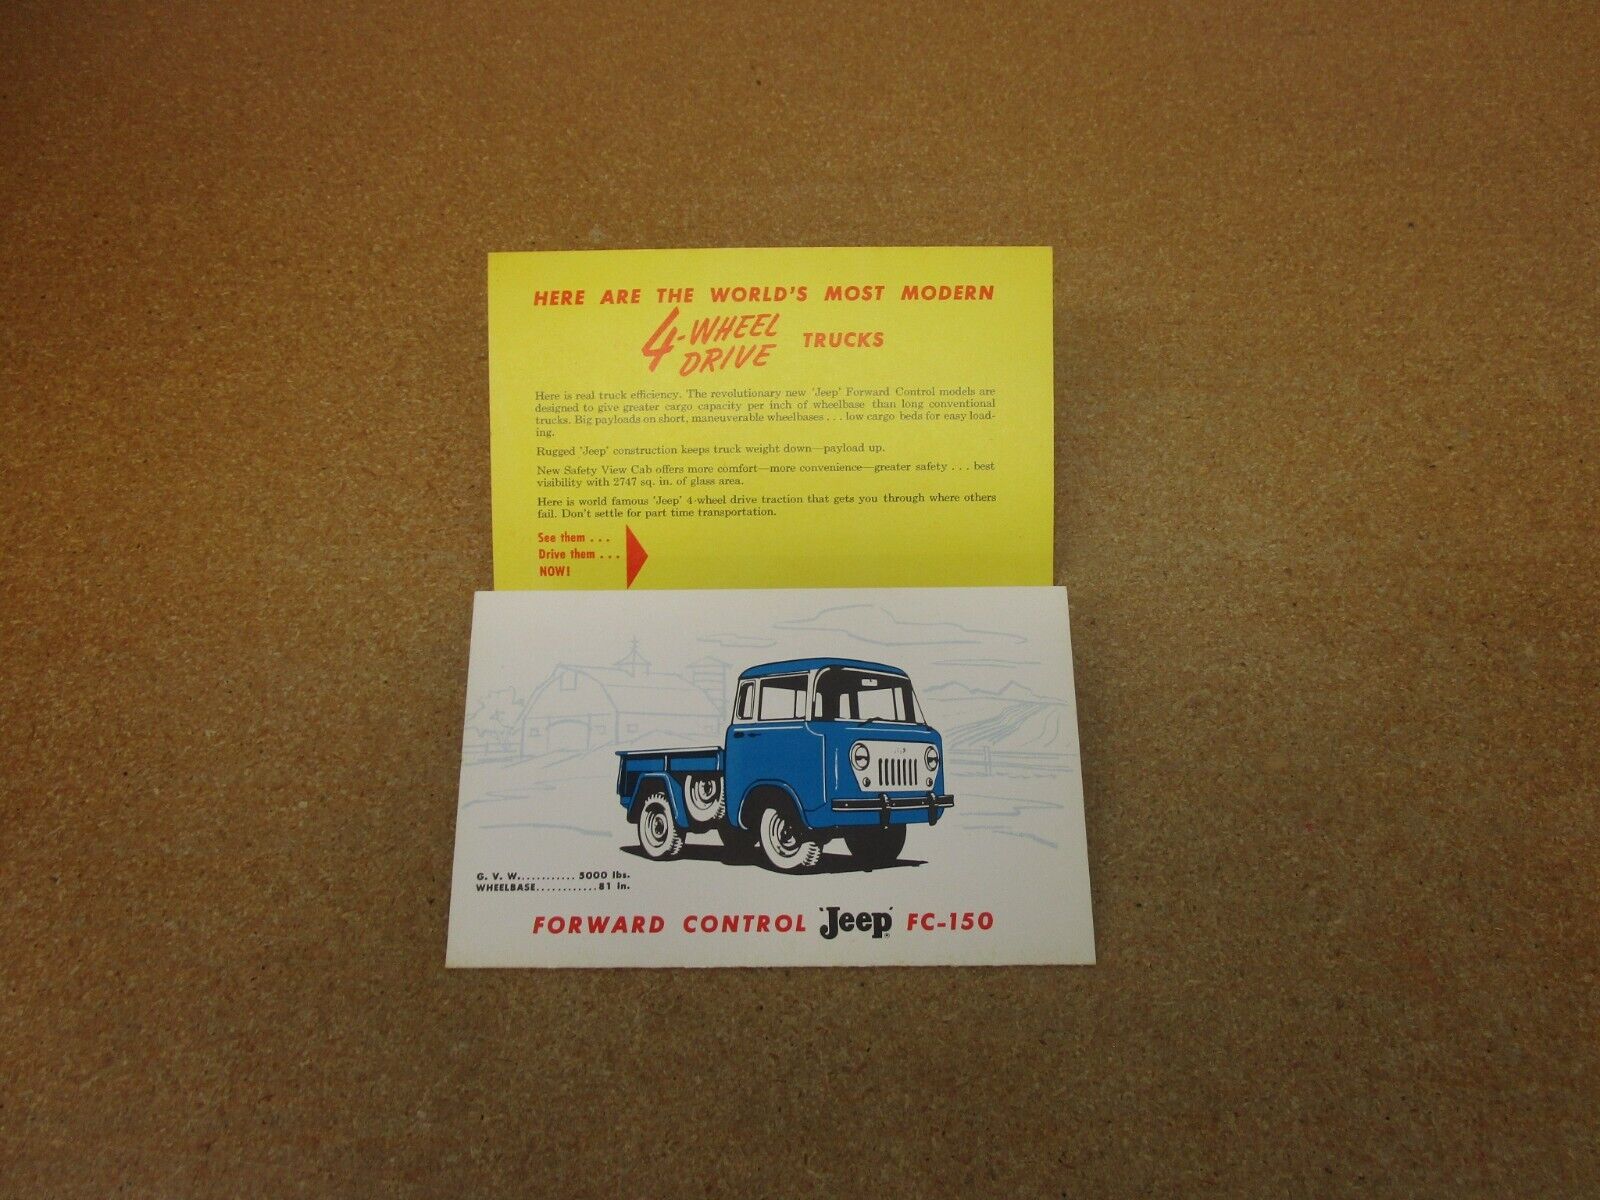 HERE ARE THE WORLD'S MOST MODERN
4-WHEEL DRIVE TRUCKS
Here is real truck efficiency. The revolutionary new 'Jeep' Forward Control models are
designed to give greater cargo capacity per inch of wheelbase than long conventional
trucks. Big payloads on short, maneuverable wheelbases . . . low cargo beds for easy load-
ing.
Rugged 'Jeep' construction keeps truck weight down—payload up.
New Safety View Cab offers more comfort—more convenience—greater safety . . . best
visibility with 2747 sq. in. of glass area.
Here is world famous 'Jeep' 4-wheel drive traction that gets you through where others
fail. Don't settle for part time transportation.
See them . . .
Drive them . . .
NOW!
G. V. W............ 5000 lbs.
WHEELBASE............81 in.
FORWARD CONTROL 'Jeep'® FC-150